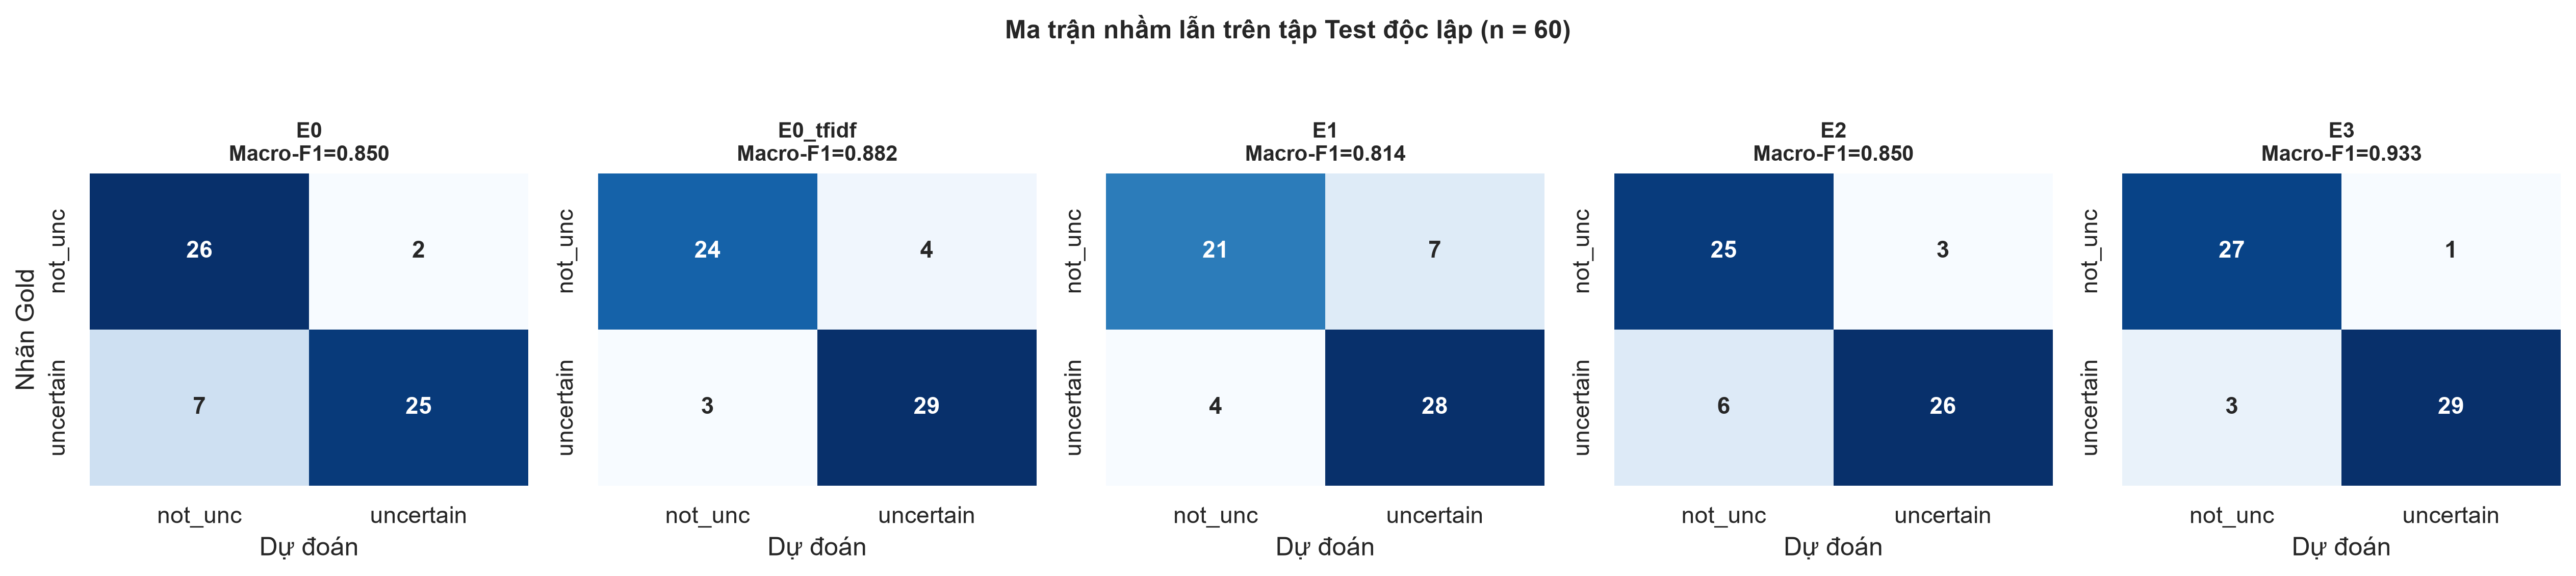 Ma trận nhầm lẫn trên tập Test độc lập (n = 60)
E0
Macro-F1=0.850
Nhãn Gold
not_unc
uncertain
26
2
7
25
not_unc
uncertain
Dự đoán
E0_tfidf
Macro-F1=0.882
not_unc
uncertain
24
4
3
29
not_unc
uncertain
Dự đoán
E1
Macro-F1=0.814
not_unc
uncertain
21
7
4
28
not_unc
uncertain
Dự đoán
E2
Macro-F1=0.850
not_unc
uncertain
25
3
6
26
not_unc
uncertain
Dự đoán
E3
Macro-F1=0.933
not_unc
uncertain
27
1
3
29
not_unc
uncertain
Dự đoán